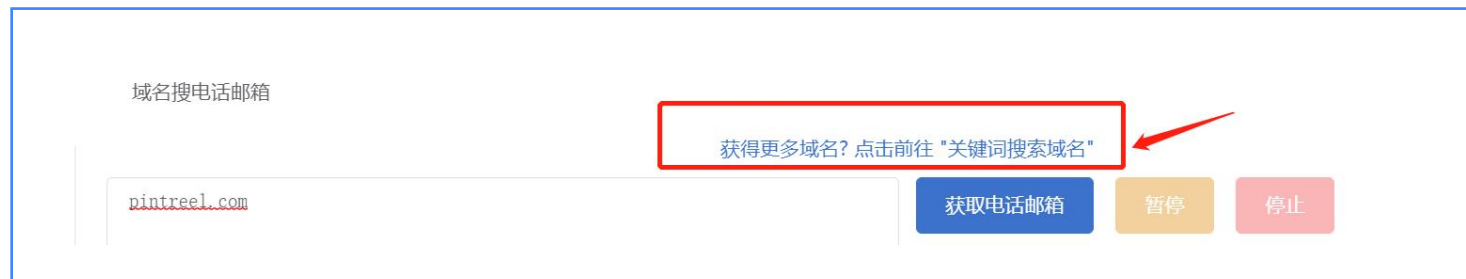 域名搜电话邮箱
获得更多域名? 点击前往 "关键词搜索域名"
pintreel.com
获取电话邮箱
暂停
停止